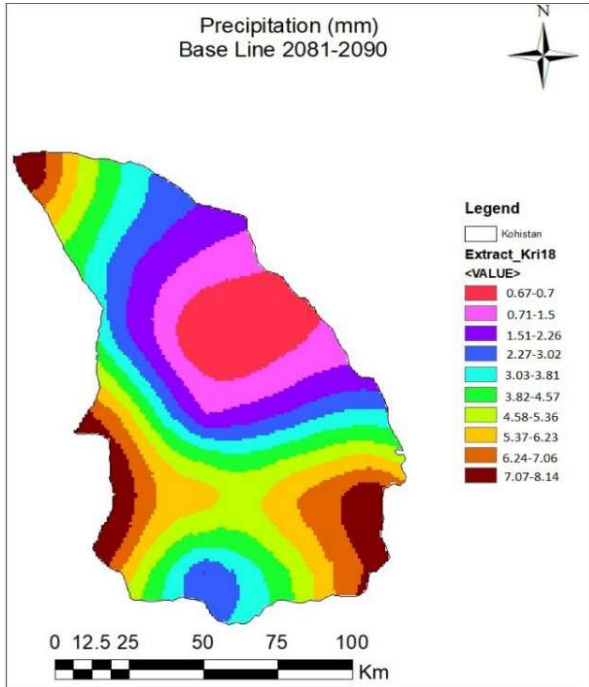 Precipitation (mm)
Base Line 2081-2090
N
Legend
Kohistan
Extract_Kri18
<VALUE>
0.67-0.7
0.71-1.5
1.51-2.26
2.27-3.02
3.03-3.81
3.82-4.57
4.58-5.36
5.37-6.23
6.24-7.06
7.07-8.14
0 12.5 25 50 75 100
Km